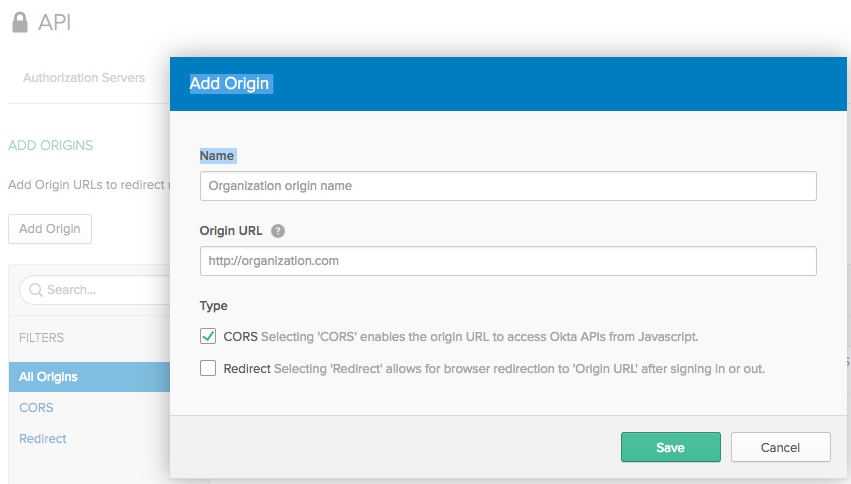 API
Authorization Servers
Add Origin
ADD ORIGINS
Name
Add Origin URLs to redirect
Organization origin name
Add Origin
Origin URL ?
http://organization.com
Search...
Type
FILTERS
CORS Selecting 'CORS' enables the origin URL to access Okta APIs from Javascript.
All Origins
Redirect Selecting 'Redirect' allows for browser redirection to 'Origin URL' after signing in or out.
CORS
Redirect
Save
Cancel